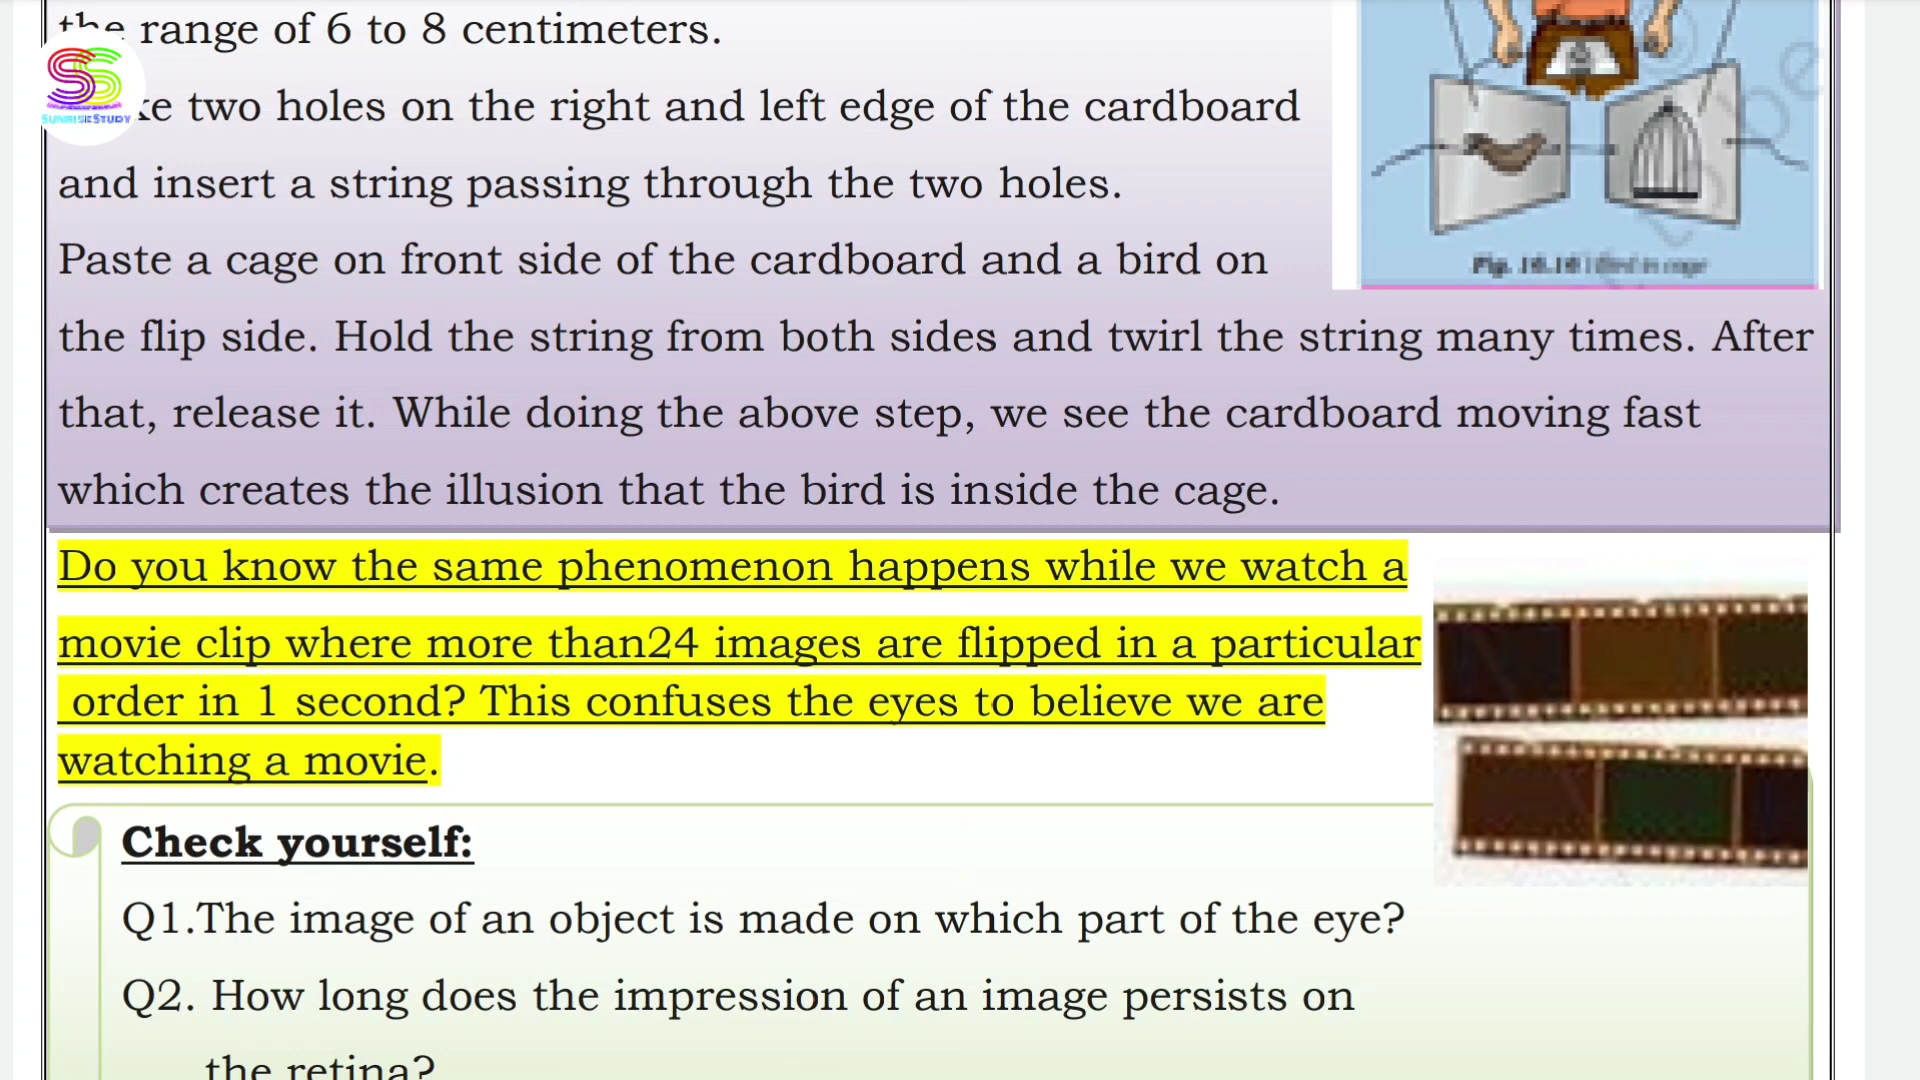 the range of 6 to 8 centimeters.
SUNRISE STUDY
two holes on the right and left edge of the cardboard
and insert a string passing through the two holes.
Paste a cage on front side of the cardboard and a bird on
the flip side. Hold the string from both sides and twirl the string many times. After
that, release it. While doing the above step, we see the cardboard moving fast
which creates the illusion that the bird is inside the cage.
Do you know the same phenomenon happens while we watch a
movie clip where more than24 images are flipped in a particular
order in 1 second? This confuses the eyes to believe we are
watching a movie.
Check yourself:
Q1.The image of an object is made on which part of the eye?
Q2. How long does the impression of an image persists on
the retina?